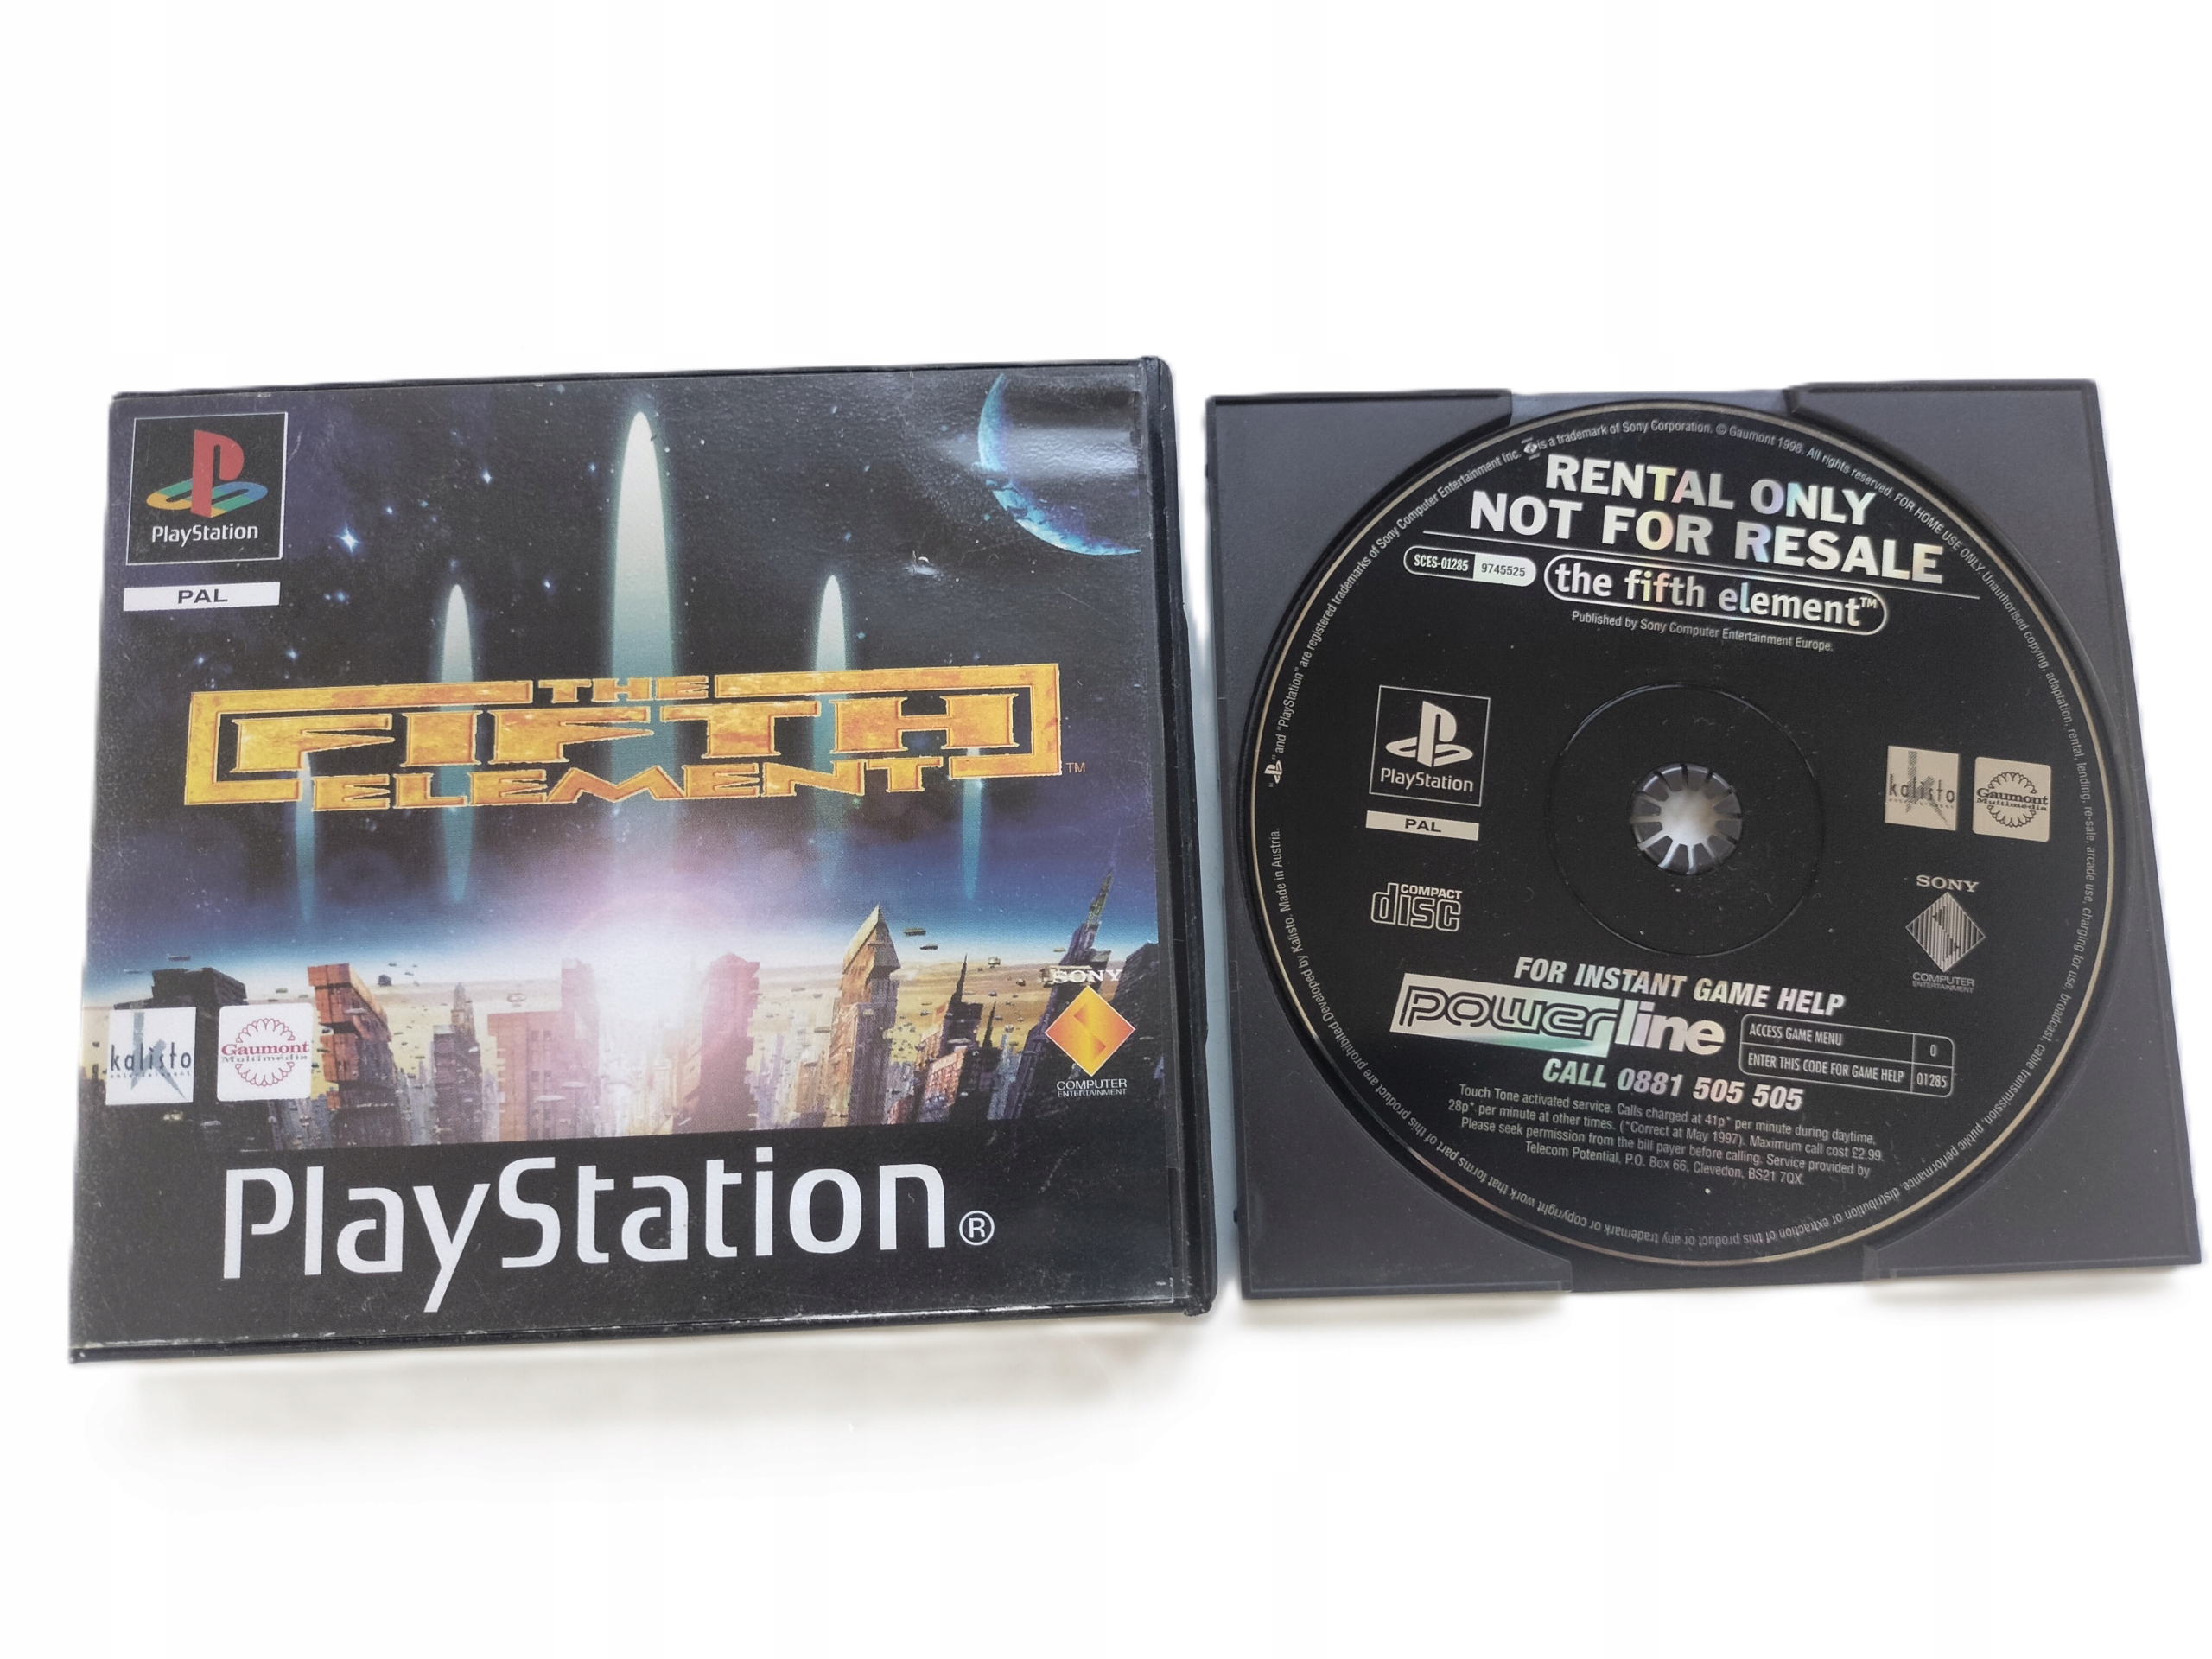 PlayStation
PAL
THE
FIFTH
ELEMENT
TM
kalisto
entertainment
Gaumont
Multimédia
SONY
COMPUTER
ENTERTAINMENT
PlayStation®
RENTAL ONLY
NOT FOR RESALE
SCES-01285 9745525
the fifth element™
Published by Sony Computer Entertainment Europe.
PlayStation
PAL
COMPACT
disc
kalisto
Gaumont
Multimédia
SONY
COMPUTER
ENTERTAINMENT
FOR INSTANT GAME HELP
powerline
ACCESS GAME MENU 0
ENTER THIS CODE FOR GAME HELP 01285
CALL 0881 505 505
Touch Tone activated service. Calls charged at 41p* per minute during daytime,
28p* per minute at other times. (*Correct at May 1997). Maximum call cost £2.99.
Please seek permission from the bill payer before calling. Service provided by
Telecom Potential, P.O. Box 66, Clevedon, BS21 7QX.
" " and "PlayStation" are registered trademarks of Sony Computer Entertainment Inc. is a trademark of Sony Corporation. © Gaumont 1998. All rights reserved. FOR HOME USE ONLY. Unauthorised copying, adaptation, rental, lending, re-sale, arcade use, charging for use, broadcast, cable transmission, public performance, distribution or extraction of this product or any trademark or copyright work that forms part of this product are prohibited. Developed by Kalisto. Made in Austria.